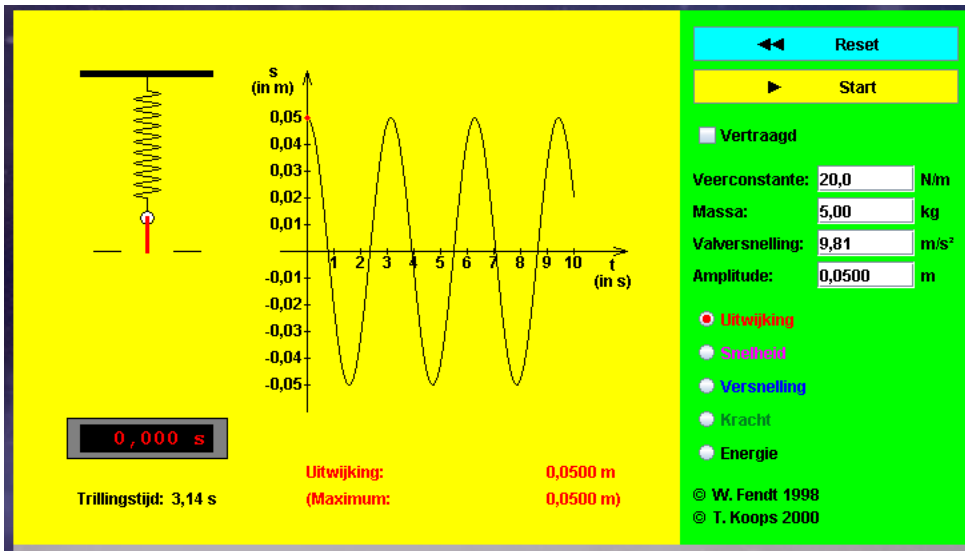 s
(in m)
0,05
0,04
0,03
0,02
0,01
-0,01
-0,02
-0,03
-0,04
-0,05
1 2 3 4 5 6 7 8 9 10
t
(in s)
0,000 s
Trillingstijd: 3,14 s
Uitwijking: 0,0500 m
(Maximum: 0,0500 m)
Reset
Start
Vertraagd
Veerconstante: 20,0 N/m
Massa: 5,00 kg
Valversnelling: 9,81 m/s²
Amplitude: 0,0500 m
Uitwijking
Snelheid
Versnelling
Kracht
Energie
© W. Fendt 1998
© T. Koops 2000